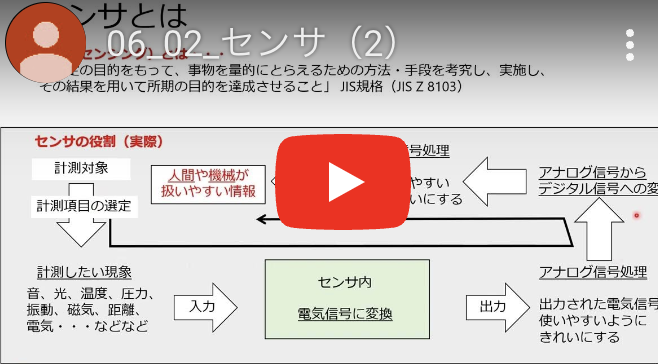 ンサとは
06_02_センサ（2）
センシング）とは・・・
その目的をもって、事物を量的にとらえるための方法・手段を考究し、実施し、
その結果を用いて所期の目的を達成させること」 JIS規格（JIS Z 8103）
センサの役割（実際）
計測対象
計測項目の選定
人間や機械が
扱いやすい情報
号処理
やすい
いにする
アナログ信号から
デジタル信号への変
計測したい現象
音、光、温度、圧力、
振動、磁気、距離、
電気・・・などなど
入力
センサ内
電気信号に変換
出力
アナログ信号処理
出力された電気信号
使いやすいように
きれいにする